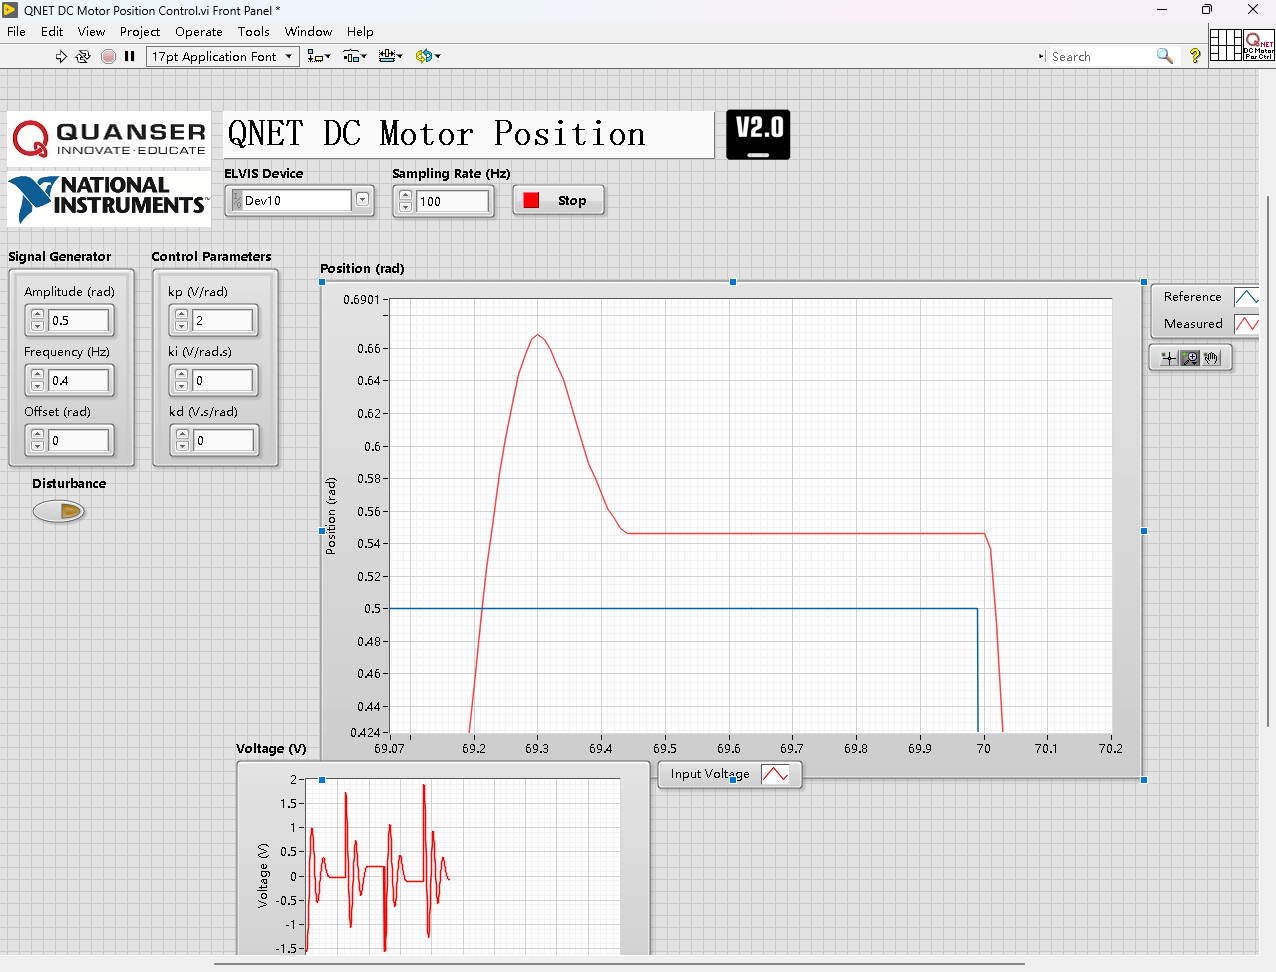 QNET DC Motor Position Control.vi Front Panel *
File Edit View Project Operate Tools Window Help
17pt Application Font
Search
QNET
DC Motor
Pos Ctrl
QUANSER
INNOVATE·EDUCATE
NATIONAL
INSTRUMENTS™
QNET DC Motor Position
V2.0
ELVIS Device
Dev10
Sampling Rate (Hz)
100
Stop
Signal Generator
Amplitude (rad)
0.5
Frequency (Hz)
0.4
Offset (rad)
0
Control Parameters
kp (V/rad)
2
ki (V/rad.s)
0
kd (V.s/rad)
0
Disturbance
Position (rad)
0.6901
0.66
0.64
0.62
0.6
0.58
0.56
0.54
0.52
0.5
0.48
0.46
0.44
0.424
Position (rad)
69.07 69.2 69.3 69.4 69.5 69.6 69.7 69.8 69.9 70 70.1 70.2
Reference
Measured
Voltage (V)
Input Voltage
2
1.5
1
0.5
0
-0.5
-1
-1.5
Voltage (V)